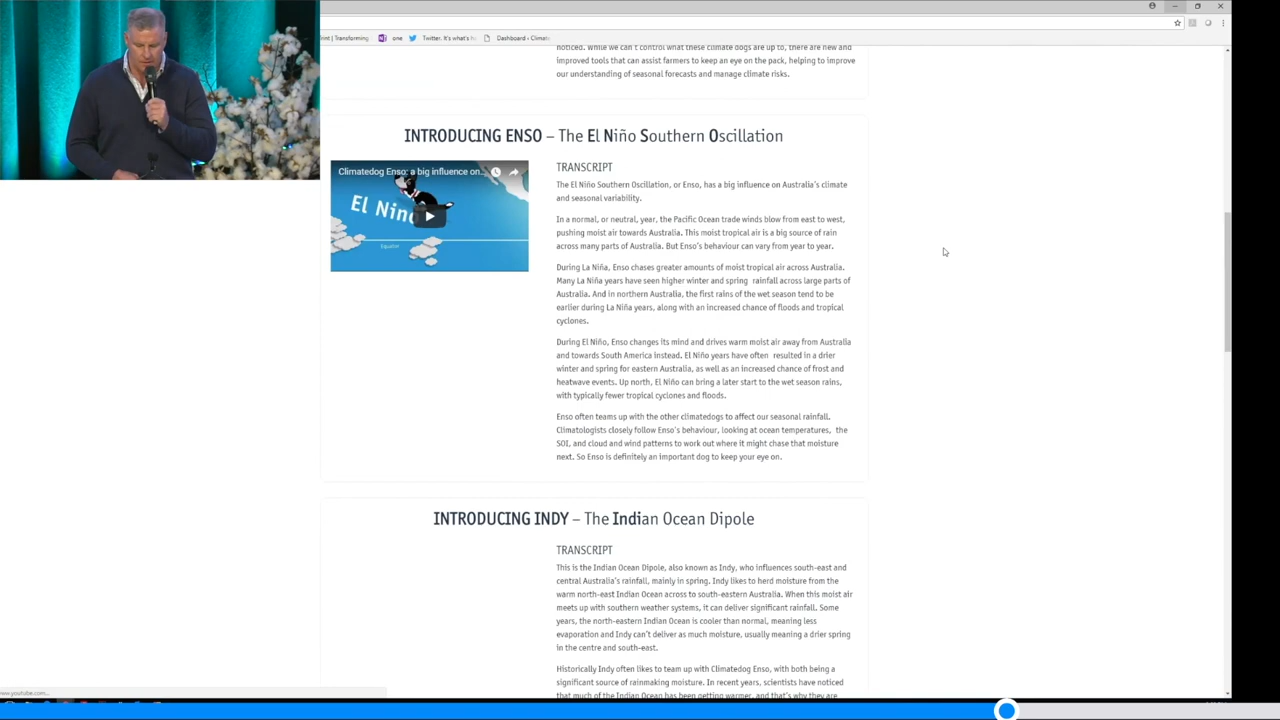 rint | Transforming
one
Twitter. It's what's h
Dashboard ‹ Climate
noticed. While we can't control what these climate dogs are up to, there are new and
improved tools that can assist farmers to keep an eye on the pack, helping to improve
our understanding of seasonal forecasts and manage climate risks.
INTRODUCING ENSO – The El Niño Southern Oscillation
Climatedog Enso: a big influence on...
El Nino
Equator
TRANSCRIPT
The El Niño Southern Oscillation, or Enso, has a big influence on Australia's climate
and seasonal variability.
In a normal, or neutral, year, the Pacific Ocean trade winds blow from east to west,
pushing moist air towards Australia. This moist tropical air is a big source of rain
across many parts of Australia. But Enso's behaviour can vary from year to year.
During La Niña, Enso chases greater amounts of moist tropical air across Australia.
Many La Niña years have seen higher winter and spring rainfall across large parts of
Australia. And in northern Australia, the first rains of the wet season tend to be
earlier during La Niña years, along with an increased chance of floods and tropical
cyclones.
During El Niño, Enso changes its mind and drives warm moist air away from Australia
and towards South America instead. El Niño years have often resulted in a drier
winter and spring for eastern Australia, as well as an increased chance of frost and
heatwave events. Up north, El Niño can bring a later start to the wet season rains,
with typically fewer tropical cyclones and floods.
Enso often teams up with the other climatedogs to affect our seasonal rainfall.
Climatologists closely follow Enso's behaviour, looking at ocean temperatures, the
SOI, and cloud and wind patterns to work out where it might chase that moisture
next. So Enso is definitely an important dog to keep your eye on.
INTRODUCING INDY – The Indian Ocean Dipole
TRANSCRIPT
This is the Indian Ocean Dipole, also known as Indy, who influences south-east and
central Australia's rainfall, mainly in spring. Indy likes to herd moisture from the
warm north-east Indian Ocean across to south-eastern Australia. When this moist air
meets up with southern weather systems, it can deliver significant rainfall. Some
years, the north-eastern Indian Ocean is cooler than normal, meaning less
evaporation and Indy can't deliver as much moisture, usually meaning a drier spring
in the centre and south-east.
Historically Indy often likes to team up with Climatedog Enso, with both being a
significant source of rainmaking moisture. In recent years, scientists have noticed
that much of the Indian Ocean has been getting warmer, and that's why they are
www.youtube.com...